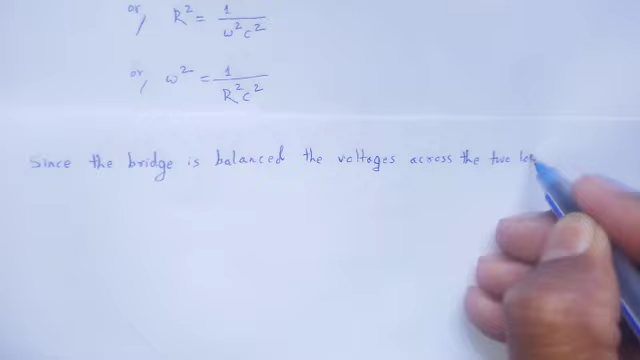 or, R² = 1/ω²c²
or, ω² = 1/R²c²
Since the bridge is balanced the voltages across the two